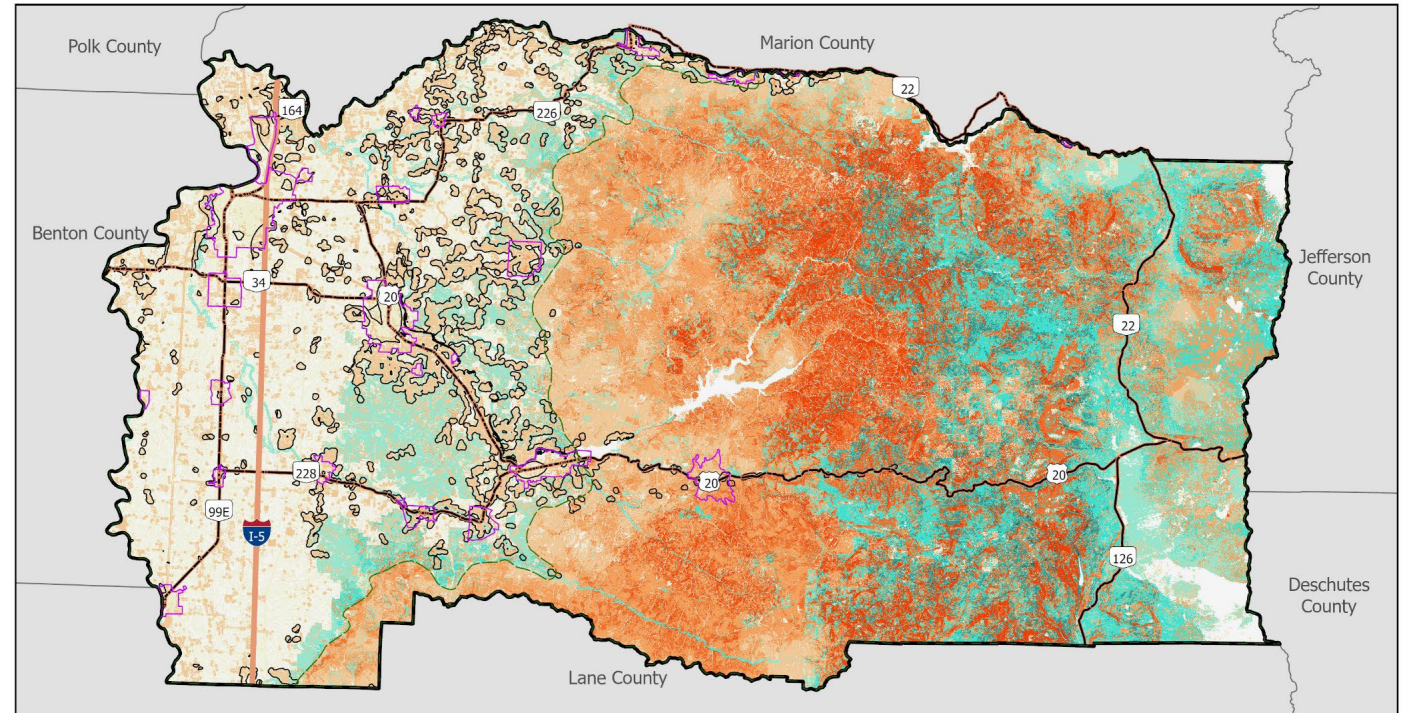 Polk County
Marion County
22
164
226
Benton County
Jefferson
County
34
20
22
228
20
20
99E
I-5
126
Deschutes
County
Lane County